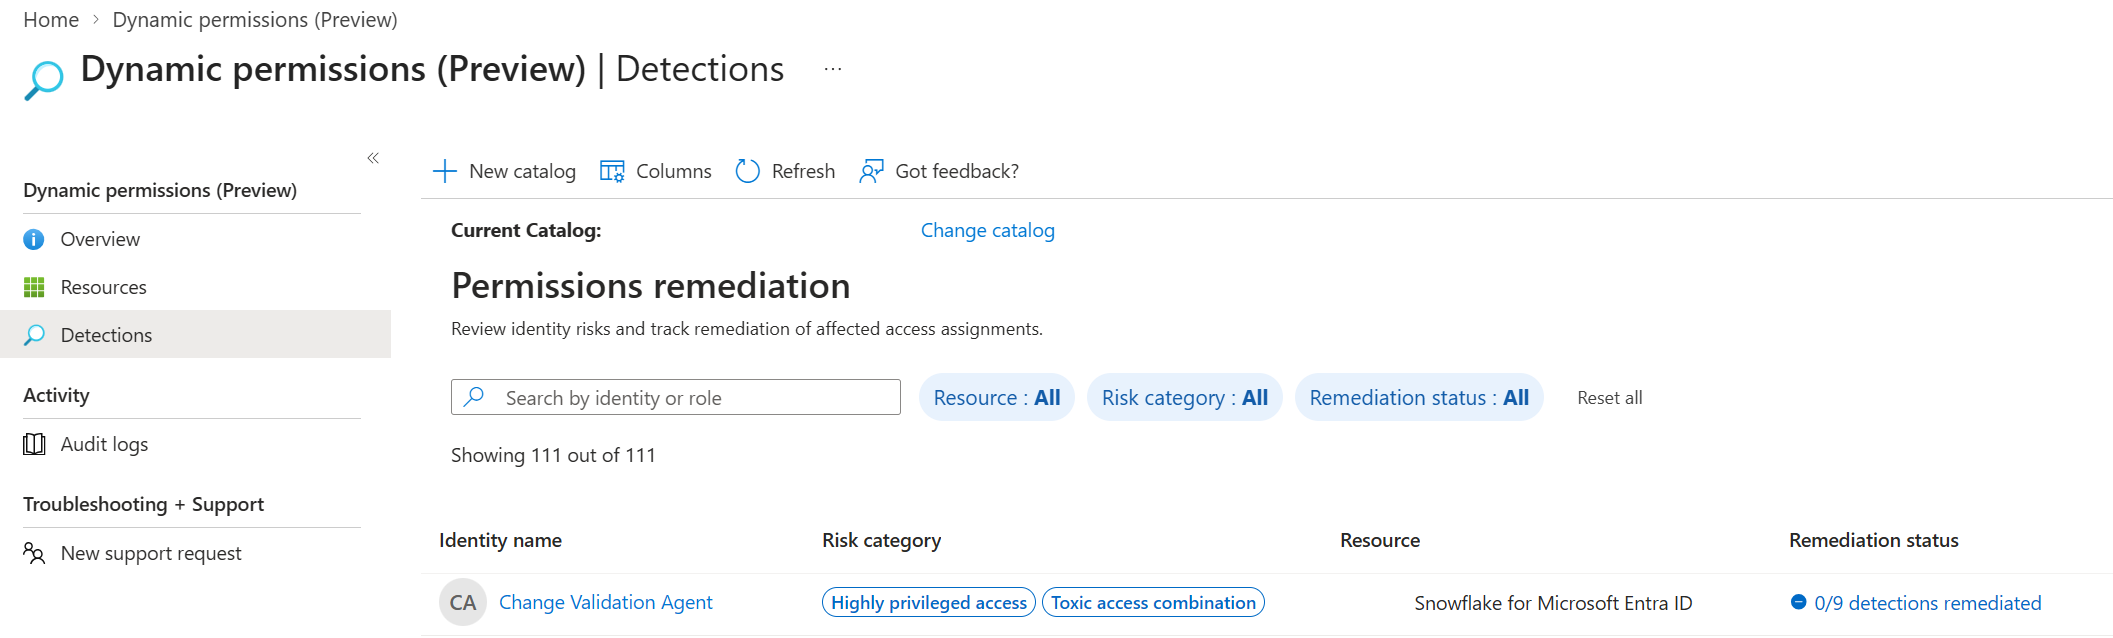 Home > Dynamic permissions (Preview)
Dynamic permissions (Preview) | Detections ...
«
Dynamic permissions (Preview)
Overview
Resources
Detections
Activity
Audit logs
Troubleshooting + Support
New support request
New catalog Columns Refresh Got feedback?
Current Catalog: Change catalog
Permissions remediation
Review identity risks and track remediation of affected access assignments.
Search by identity or role Resource : All Risk category : All Remediation status : All Reset all
Showing 111 out of 111
Identity name Risk category Resource Remediation status
CA Change Validation Agent Highly privileged access Toxic access combination Snowflake for Microsoft Entra ID 0/9 detections remediated